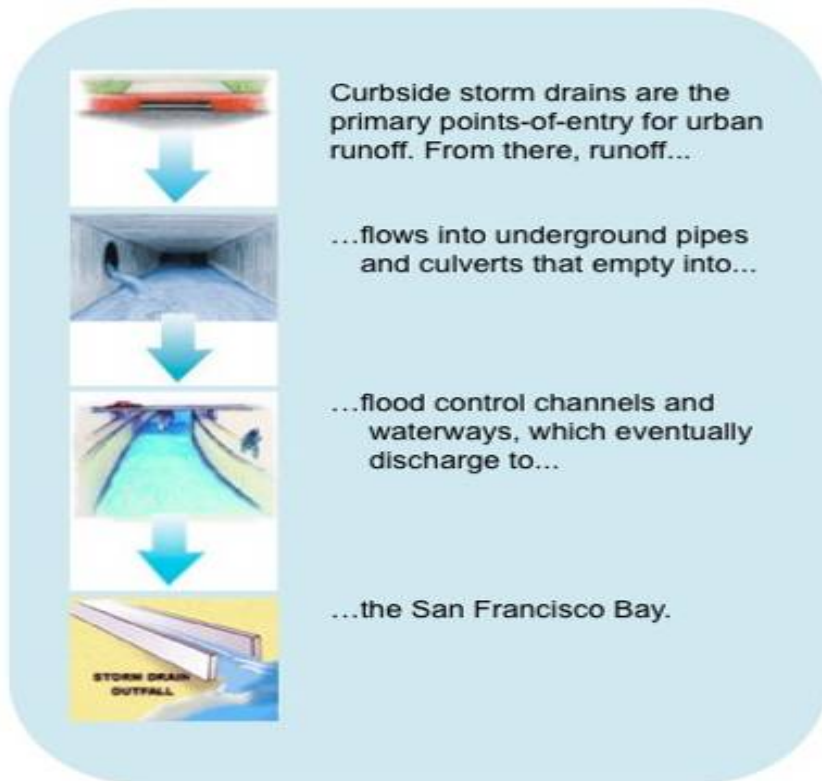 Curbside storm drains are the
primary points-of-entry for urban
runoff. From there, runoff...
...flows into underground pipes
and culverts that empty into...
...flood control channels and
waterways, which eventually
discharge to...
...the San Francisco Bay.
STORM DRAIN
OUTFALL